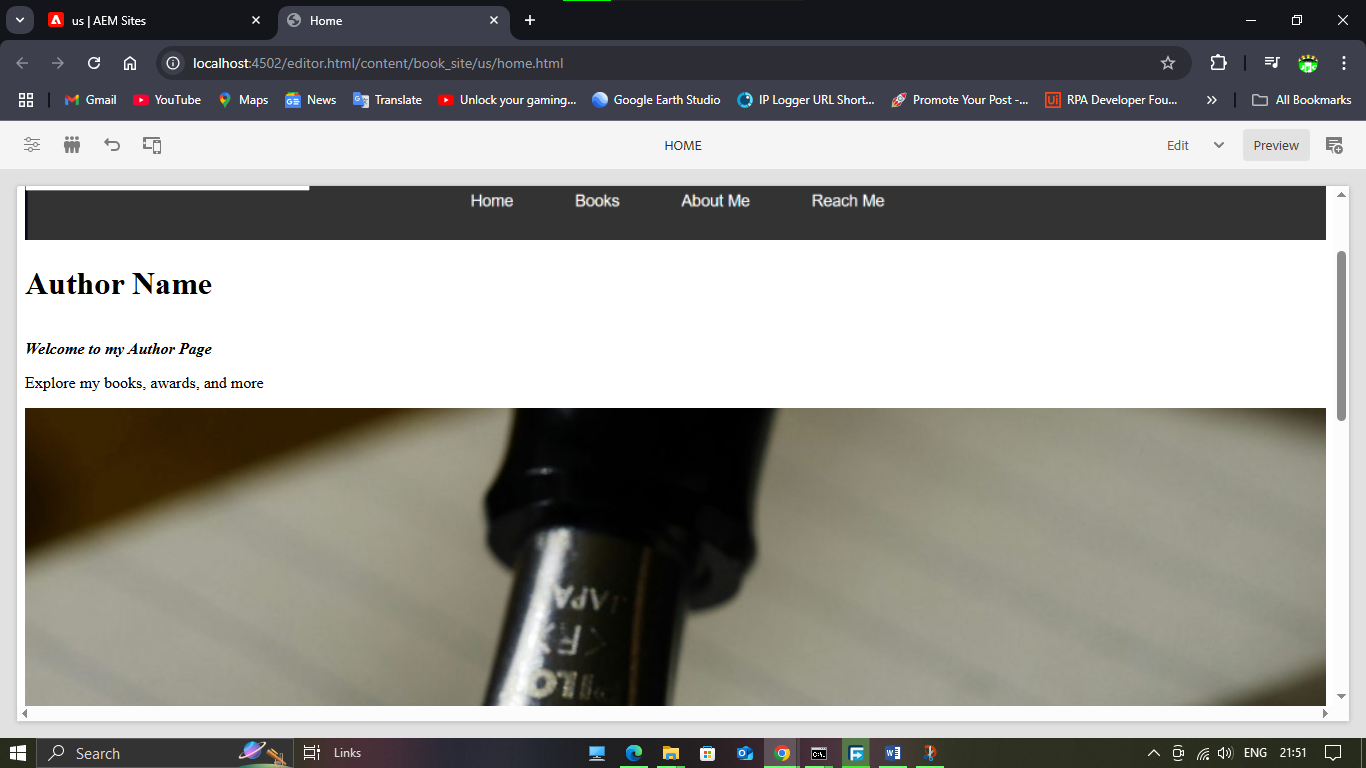 us | AEM Sites
Home
localhost:4502/editor.html/content/book_site/us/home.html
Gmail
YouTube
Maps
News
Translate
Unlock your gaming...
Google Earth Studio
IP Logger URL Short...
Promote Your Post -...
RPA Developer Fou...
All Bookmarks
HOME
Edit
Preview
Home
Books
About Me
Reach Me
Author Name
Welcome to my Author Page
Explore my books, awards, and more
JAPA
<F>
Search
Links
ENG
21:51